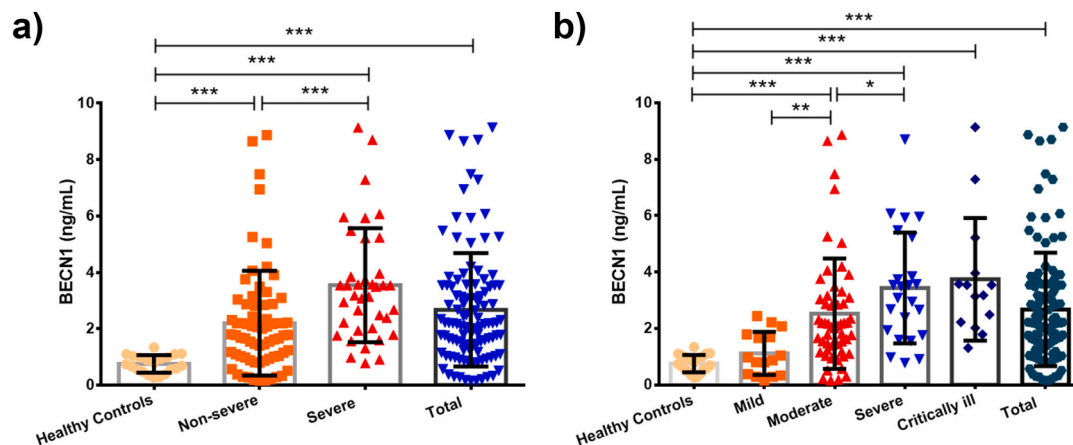 a)
***
***
***
***
BECN1 (ng/mL)
10
8
6
4
2
0
Healthy Controls
Non-severe
Severe
Total
b)
***
***
***
***
*
**
BECN1 (ng/mL)
10
8
6
4
2
0
Healthy Controls
Mild
Moderate
Severe
Critically ill
Total